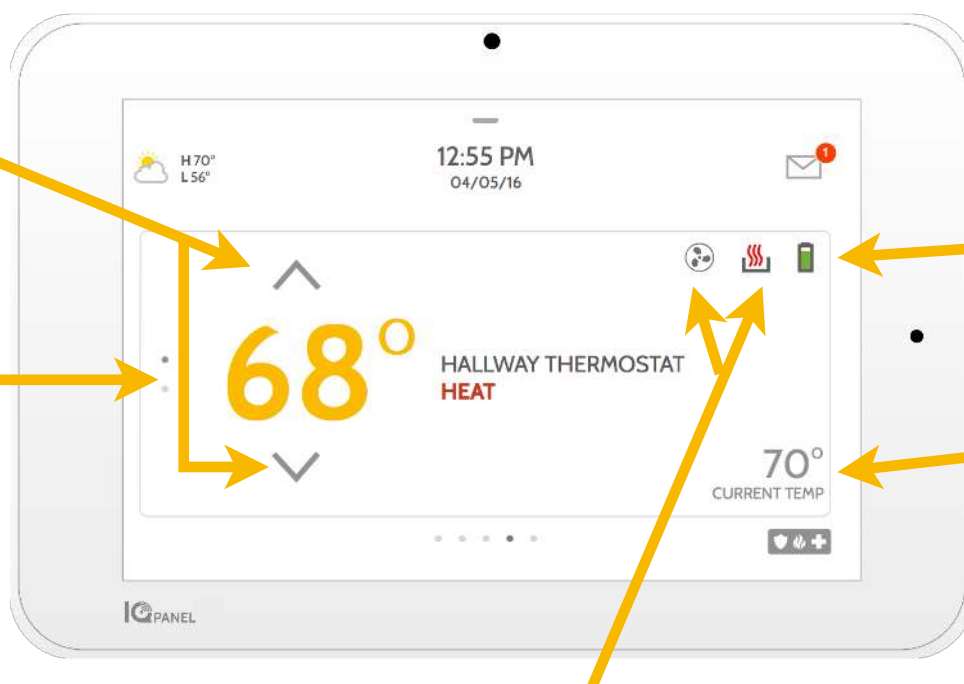 H 70°
L 56°
12:55 PM
04/05/16
1
68°
HALLWAY THERMOSTAT
HEAT
70°
CURRENT TEMP
IQ PANEL